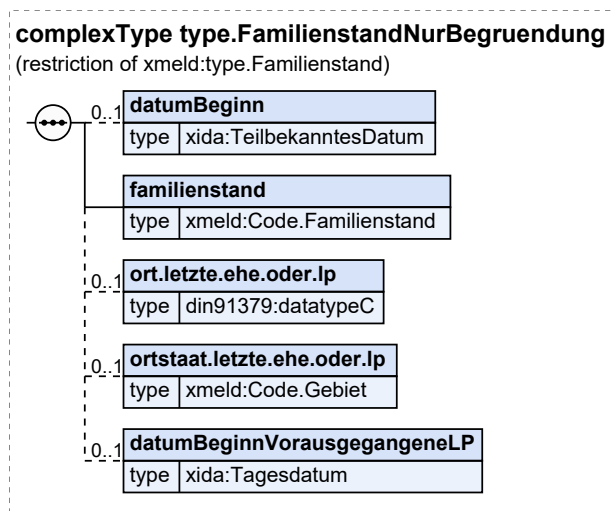 complexType type.FamilienstandNurBegruendung
(restriction of xmeld:type.Familienstand)
0..1 datumBeginn
type xida:TeilbekanntesDatum
familienstand
type xmeld:Code.Familienstand
0..1 ort.letzte.ehe.oder.lp
type din91379:datatypeC
0..1 ortstaat.letzte.ehe.oder.lp
type xmeld:Code.Gebiet
0..1 datumBeginnVorausgegangeneLP
type xida:Tagesdatum